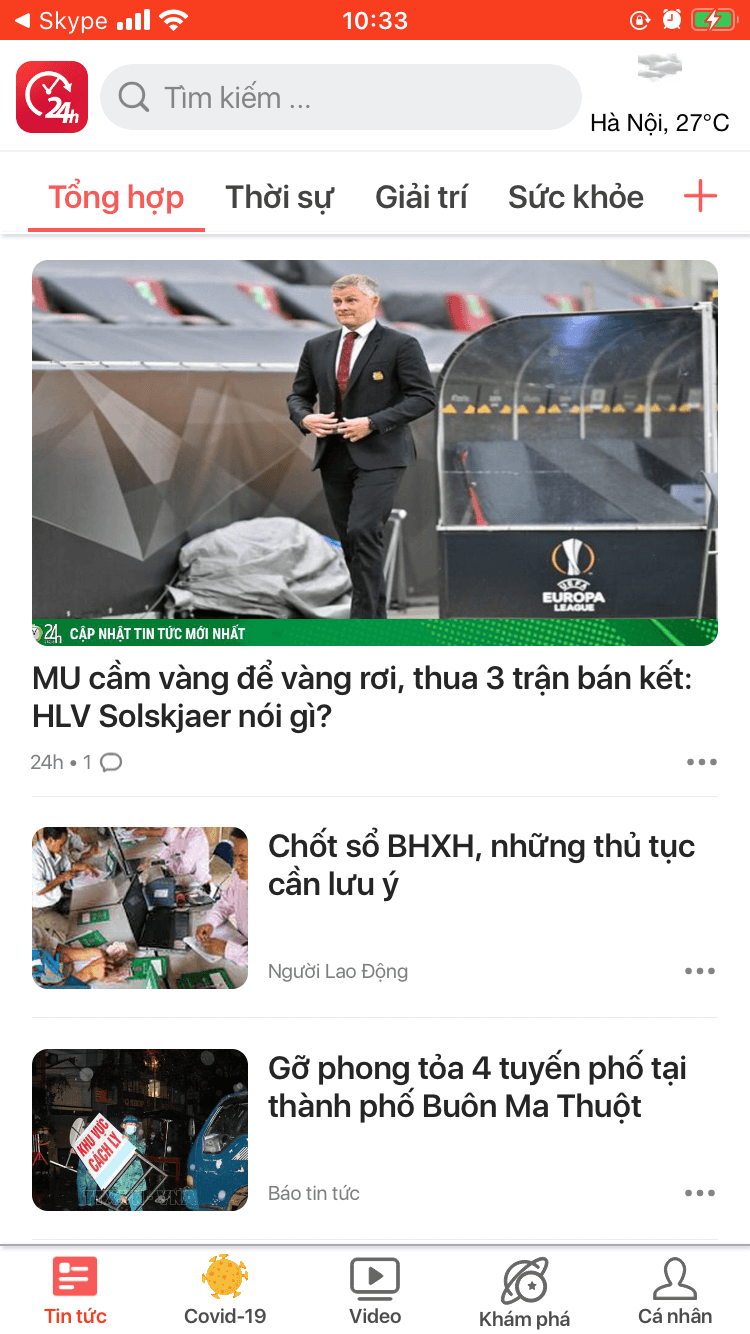 Skype 10:33
24h Tìm kiếm ...
Hà Nội, 27°C
Tổng hợp Thời sự Giải trí Sức khỏe
UEFA
EUROPA
LEAGUE
24h CẬP NHẬT TIN TỨC MỚI NHẤT
MU cầm vàng để vàng rơi, thua 3 trận bán kết:
HLV Solskjaer nói gì?
24h • 1
Chốt sổ BHXH, những thủ tục
cần lưu ý
Người Lao Động
KHU VỰC
CÁCH LY
Gỡ phong tỏa 4 tuyến phố tại
thành phố Buôn Ma Thuột
Báo tin tức
Tin tức Covid-19 Video Khám phá Cá nhân